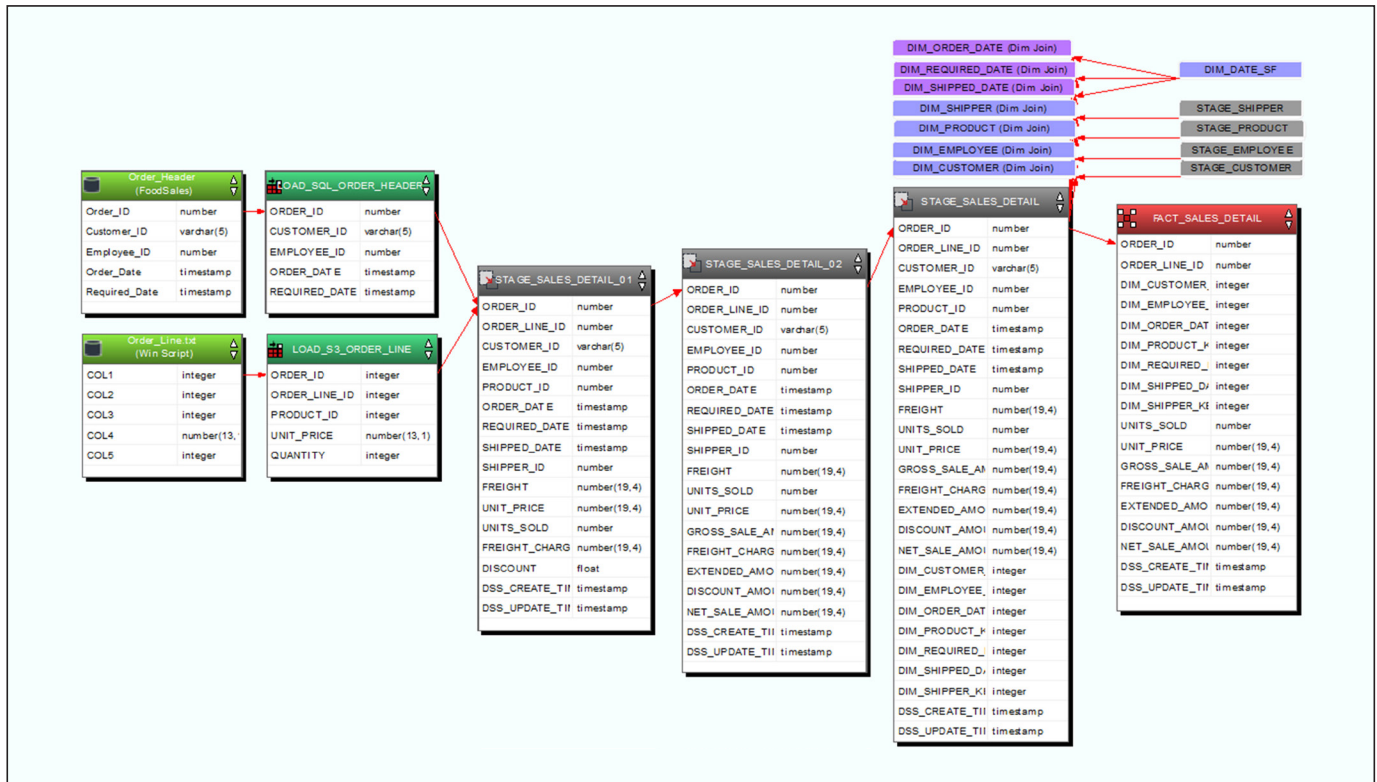 DIM_ORDER_DATE (Dim Join)
DIM_REQUIRED_DATE (Dim Join)
DIM_SHIPPED_DATE (Dim Join)
DIM_SHIPPER (Dim Join)
DIM_PRODUCT (Dim Join)
DIM_EMPLOYEE (Dim Join)
DIM_CUSTOMER (Dim Join)
DIM_DATE_SF
STAGE_SHIPPER
STAGE_PRODUCT
STAGE_EMPLOYEE
STAGE_CUSTOMER
Order_Header
(FoodSales)
Order_ID number
Customer_ID varchar(5)
Employee_ID number
Order_Date timestamp
Required_Date timestamp
LOAD_SQL_ORDER_HEADER
ORDER_ID number
CUSTOMER_ID varchar(5)
EMPLOYEE_ID number
ORDER_DATE timestamp
REQUIRED_DATE timestamp
Order_Line.txt
(Win Script)
COL1 integer
COL2 integer
COL3 integer
COL4 number(13,
COL5 integer
LOAD_S3_ORDER_LINE
ORDER_ID integer
ORDER_LINE_ID integer
PRODUCT_ID integer
UNIT_PRICE number(13,1)
QUANTITY integer
STAGE_SALES_DETAIL_01
ORDER_ID number
ORDER_LINE_ID number
CUSTOMER_ID varchar(5)
EMPLOYEE_ID number
PRODUCT_ID number
ORDER_DATE timestamp
REQUIRED_DATE timestamp
SHIPPED_DATE timestamp
SHIPPER_ID number
FREIGHT number(19,4)
UNIT_PRICE number(19,4)
UNITS_SOLD number
FREIGHT_CHARG number(19,4)
DISCOUNT float
DSS_CREATE_TII timestamp
DSS_UPDATE_TII timestamp
STAGE_SALES_DETAIL_02
ORDER_ID number
ORDER_LINE_ID number
CUSTOMER_ID varchar(5)
EMPLOYEE_ID number
PRODUCT_ID number
ORDER_DATE timestamp
REQUIRED_DATE timestamp
SHIPPED_DATE timestamp
SHIPPER_ID number
FREIGHT number(19,4)
UNITS_SOLD number
UNIT_PRICE number(19,4)
GROSS_SALE_AI number(19,4)
FREIGHT_CHARG number(19,4)
EXTENDED_AMO number(19,4)
DISCOUNT_AMOI number(19,4)
NET_SALE_AMOI number(19,4)
DSS_CREATE_TII timestamp
DSS_UPDATE_TII timestamp
STAGE_SALES_DETAIL
ORDER_ID number
ORDER_LINE_ID number
CUSTOMER_ID varchar(5)
EMPLOYEE_ID number
PRODUCT_ID number
ORDER_DATE timestamp
REQUIRED_DATE timestamp
SHIPPED_DATE timestamp
SHIPPER_ID number
FREIGHT number(19,4)
UNITS_SOLD number
UNIT_PRICE number(19,4)
GROSS_SALE_AN number(19,4)
FREIGHT_CHARG number(19,4)
EXTENDED_AMO number(19,4)
DISCOUNT_AMOI number(19,4)
NET_SALE_AMOI number(19,4)
DIM_CUSTOMER_ integer
DIM_EMPLOYEE_ integer
DIM_ORDER_DAT integer
DIM_PRODUCT_K integer
DIM_REQUIRED_ integer
DIM_SHIPPED_D integer
DIM_SHIPPER_KI integer
DSS_CREATE_TII timestamp
DSS_UPDATE_TII timestamp
FACT_SALES_DETAIL
ORDER_ID number
ORDER_LINE_ID number
DIM_CUSTOMER_ integer
DIM_EMPLOYEE_ integer
DIM_ORDER_DAT integer
DIM_PRODUCT_K integer
DIM_REQUIRED_ integer
DIM_SHIPPED_D integer
DIM_SHIPPER_KE integer
UNITS_SOLD number
UNIT_PRICE number(19,4)
GROSS_SALE_AN number(19,4)
FREIGHT_CHARG number(19,4)
EXTENDED_AMO number(19,4)
DISCOUNT_AMOU number(19,4)
NET_SALE_AMOU number(19,4)
DSS_CREATE_TII timestamp
DSS_UPDATE_TII timestamp